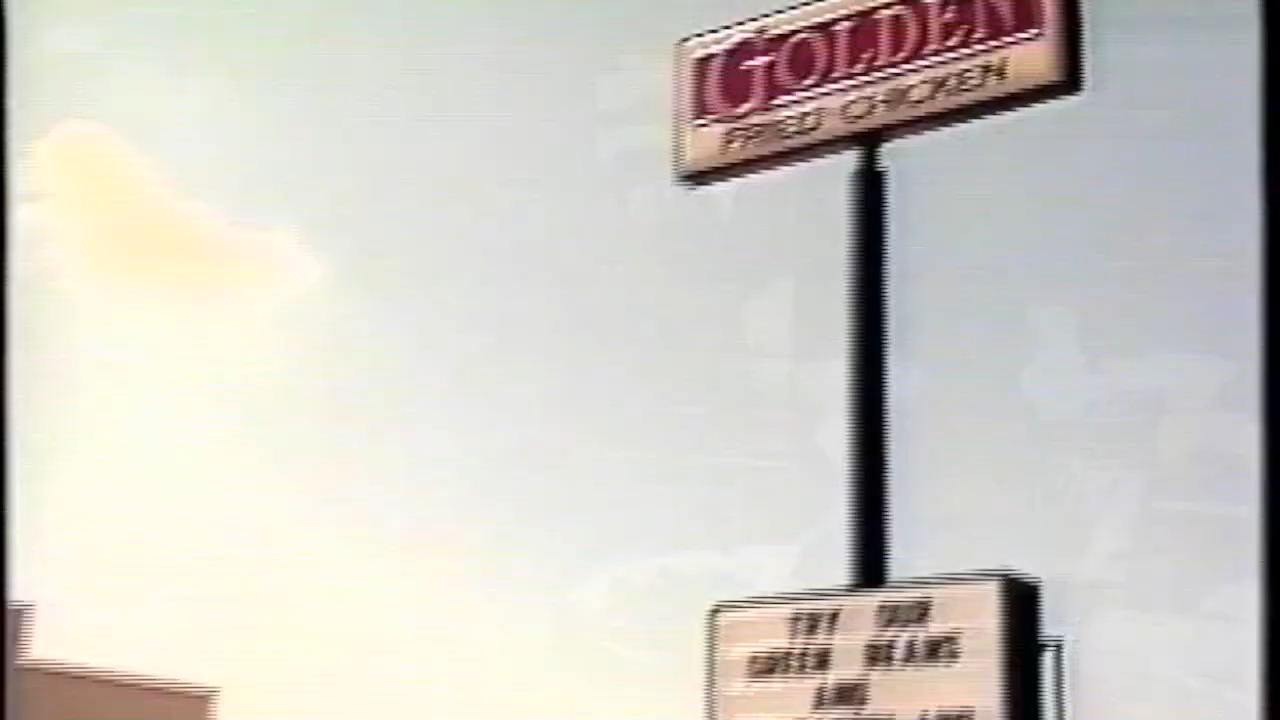 GOLDEN
FRIED CHICKEN
TRY OUR
GREEN BEANS
AND